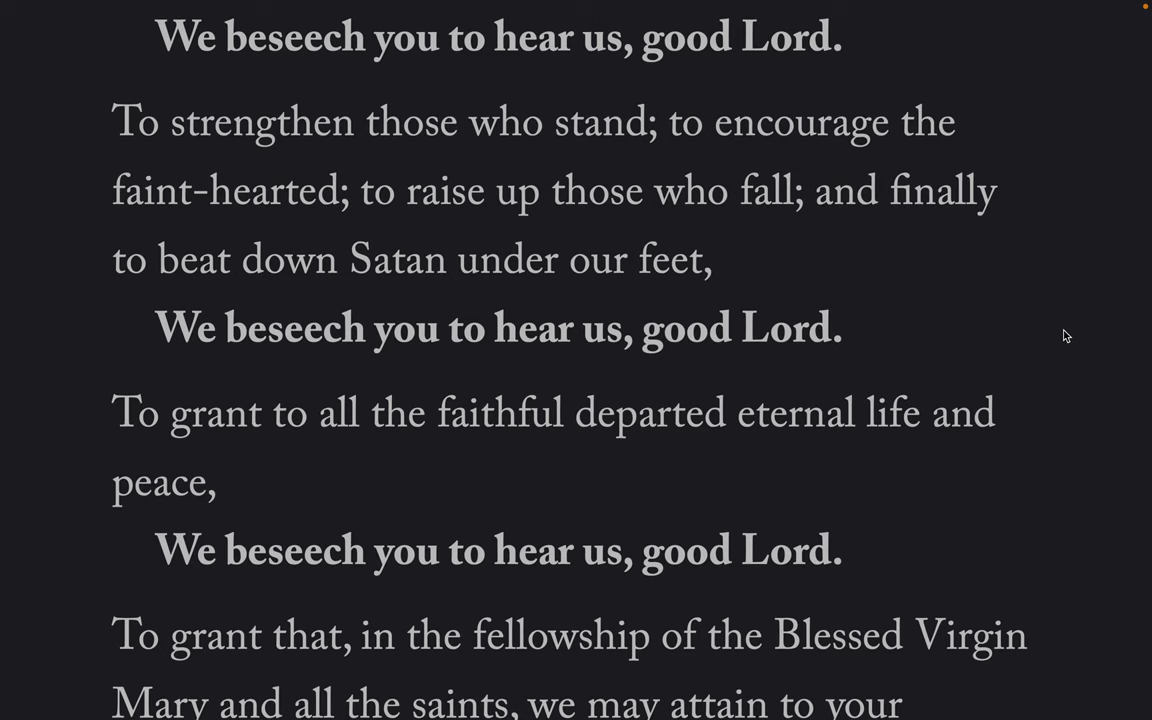 We beseech you to hear us, good Lord.
To strengthen those who stand; to encourage the
faint-hearted; to raise up those who fall; and finally
to beat down Satan under our feet,
We beseech you to hear us, good Lord.
To grant to all the faithful departed eternal life and
peace,
We beseech you to hear us, good Lord.
To grant that, in the fellowship of the Blessed Virgin
Mary and all the saints, we may attain to your